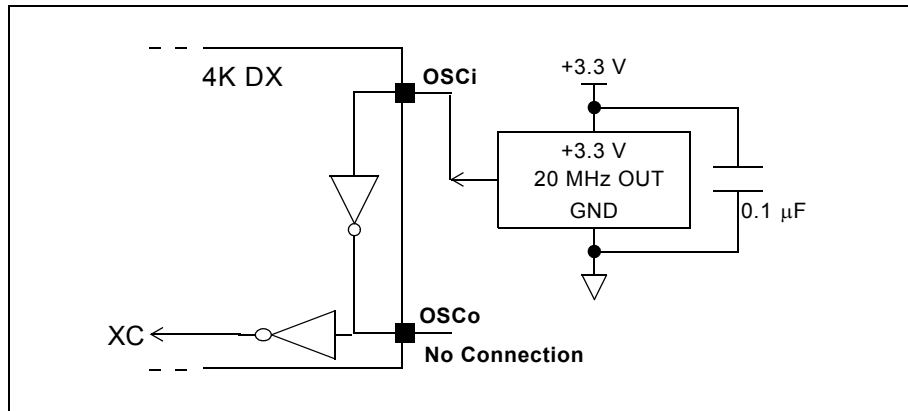 4K DX
OSCi
+3.3 V
+3.3 V
20 MHz OUT
GND
0.1 μF
OSCo
XC
No Connection